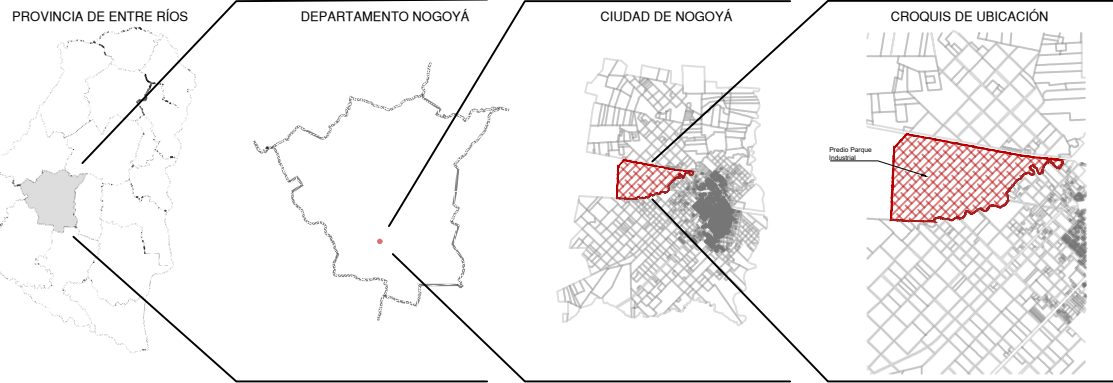 PROVINCIA DE ENTRE RÍOS
DEPARTAMENTO NOGOYÁ
CIUDAD DE NOGOYÁ
CROQUIS DE UBICACIÓN
Predio Parque
Industrial